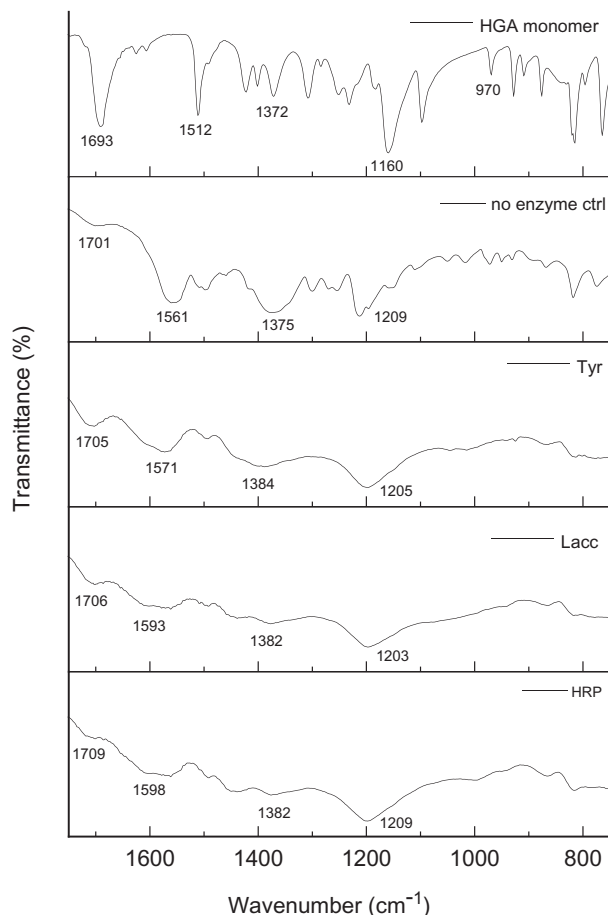 HGA monomer
1693
1512
1372
1160
970
no enzyme ctrl
1701
1561
1375
1209
Tyr
1705
1571
1384
1205
Lacc
1706
1593
1382
1203
HRP
1709
1598
1382
1209
Transmittance (%)
1600 1400 1200 1000 800
Wavenumber (cm⁻¹)